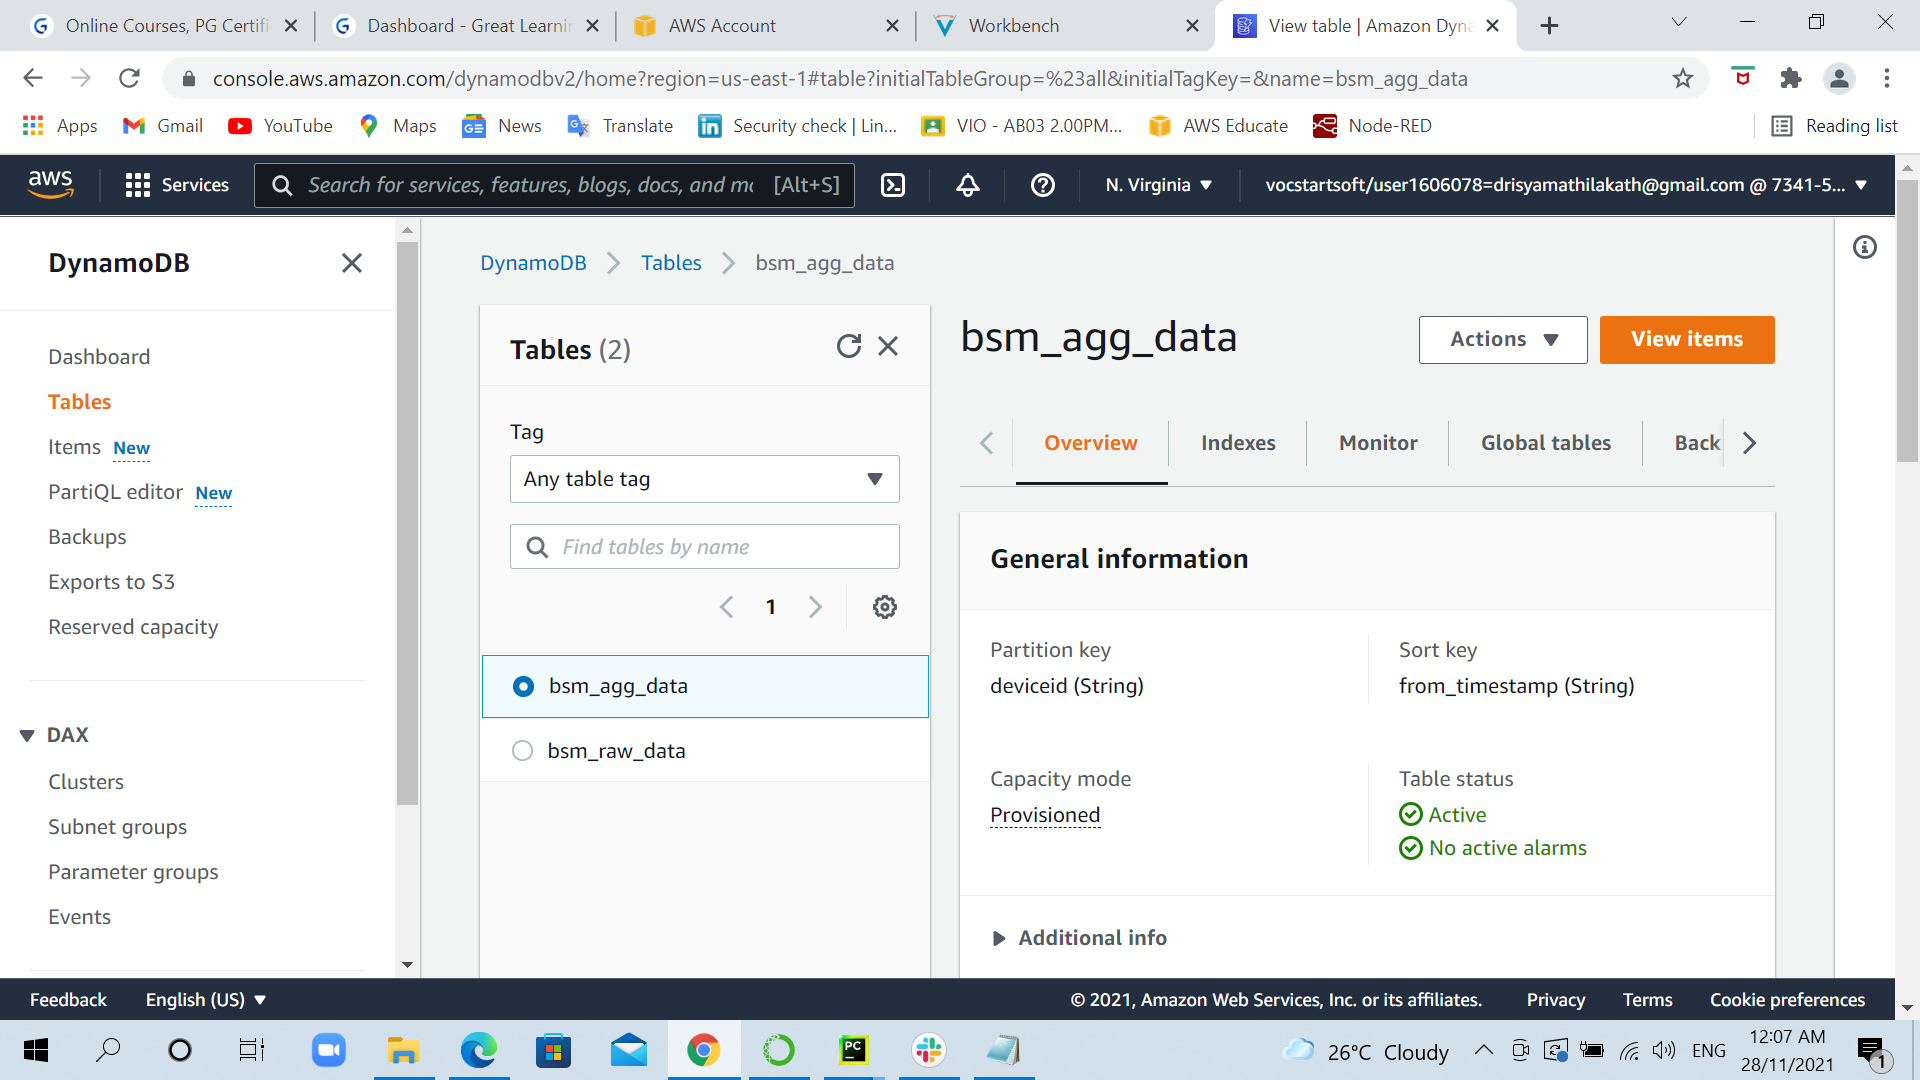 Online Courses, PG Certifi
Dashboard - Great Learnin
AWS Account
Workbench
View table | Amazon Dyna
console.aws.amazon.com/dynamodbv2/home?region=us-east-1#table?initialTableGroup=%23all&initialTagKey=&name=bsm_agg_data
Apps
Gmail
YouTube
Maps
News
Translate
Security check | Lin...
VIO - AB03 2.00PM...
AWS Educate
Node-RED
Reading list
aws
Services
Search for services, features, blogs, docs, and mo [Alt+S]
N. Virginia
vocstartsoft/user1606078=drisyamathilakath@gmail.com @ 7341-5...
DynamoDB
Dashboard
Tables
Items New
PartiQL editor New
Backups
Exports to S3
Reserved capacity
DAX
Clusters
Subnet groups
Parameter groups
Events
DynamoDB
Tables
bsm_agg_data
Tables (2)
Tag
Any table tag
Find tables by name
1
bsm_agg_data
bsm_raw_data
bsm_agg_data
Actions
View items
Overview
Indexes
Monitor
Global tables
Back
General information
Partition key
deviceid (String)
Sort key
from_timestamp (String)
Capacity mode
Provisioned
Table status
Active
No active alarms
Additional info
Feedback
English (US)
© 2021, Amazon Web Services, Inc. or its affiliates.
Privacy
Terms
Cookie preferences
PC
26°C Cloudy
ENG
12:07 AM
28/11/2021
1